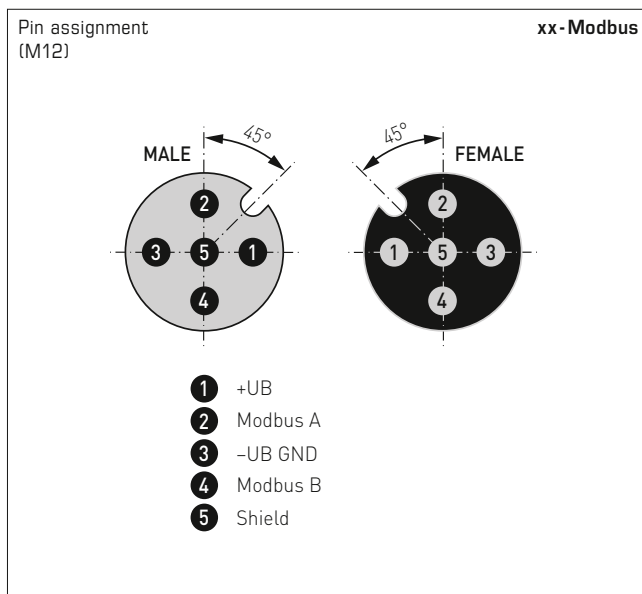 Pin assignment
(M12)
xx-Modbus
45°
45°
MALE
FEMALE
2
3 5 1
4
2
1 5 3
4
1 +UB
2 Modbus A
3 –UB GND
4 Modbus B
5 Shield